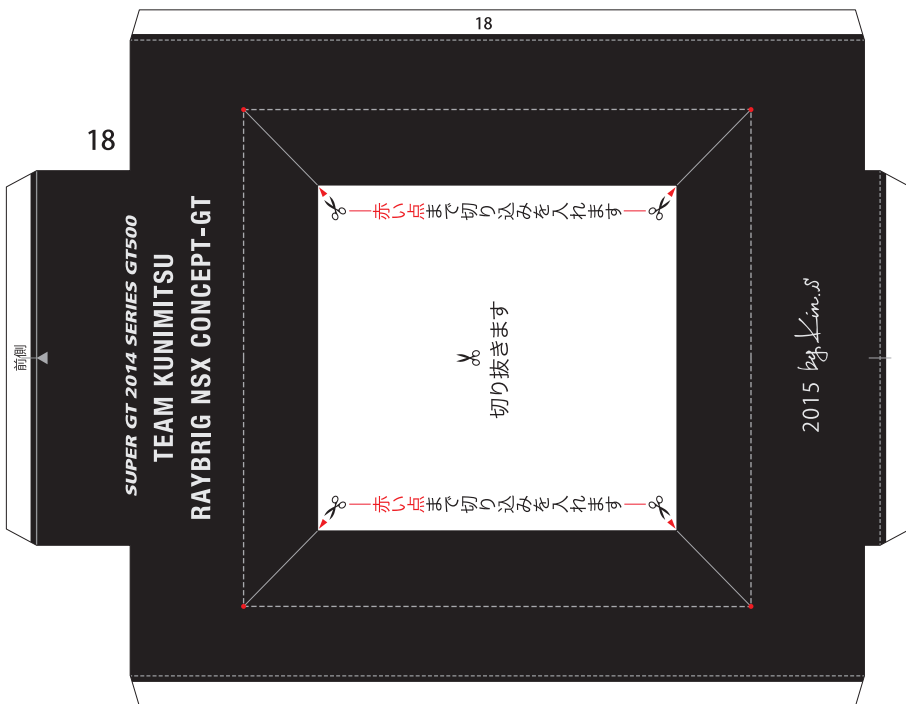 18
18
前側
SUPER GT 2014 SERIES GT500
TEAM KUNIMITSU
RAYBRIG NSX CONCEPT-GT
赤い点まで切り込みを入れます
切り抜きます
赤い点まで切り込みを入れます
2015 by Kin.S